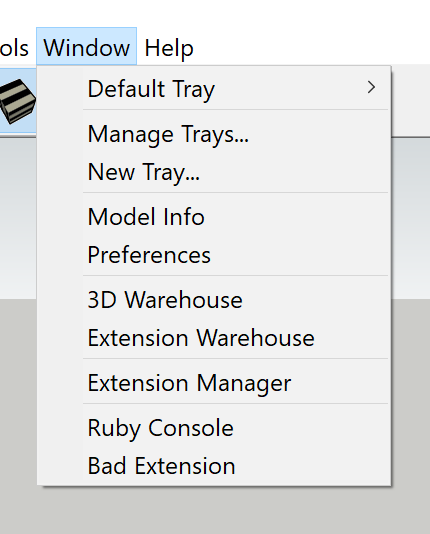 ols Window Help
Default Tray
Manage Trays...
New Tray...
Model Info
Preferences
3D Warehouse
Extension Warehouse
Extension Manager
Ruby Console
Bad Extension